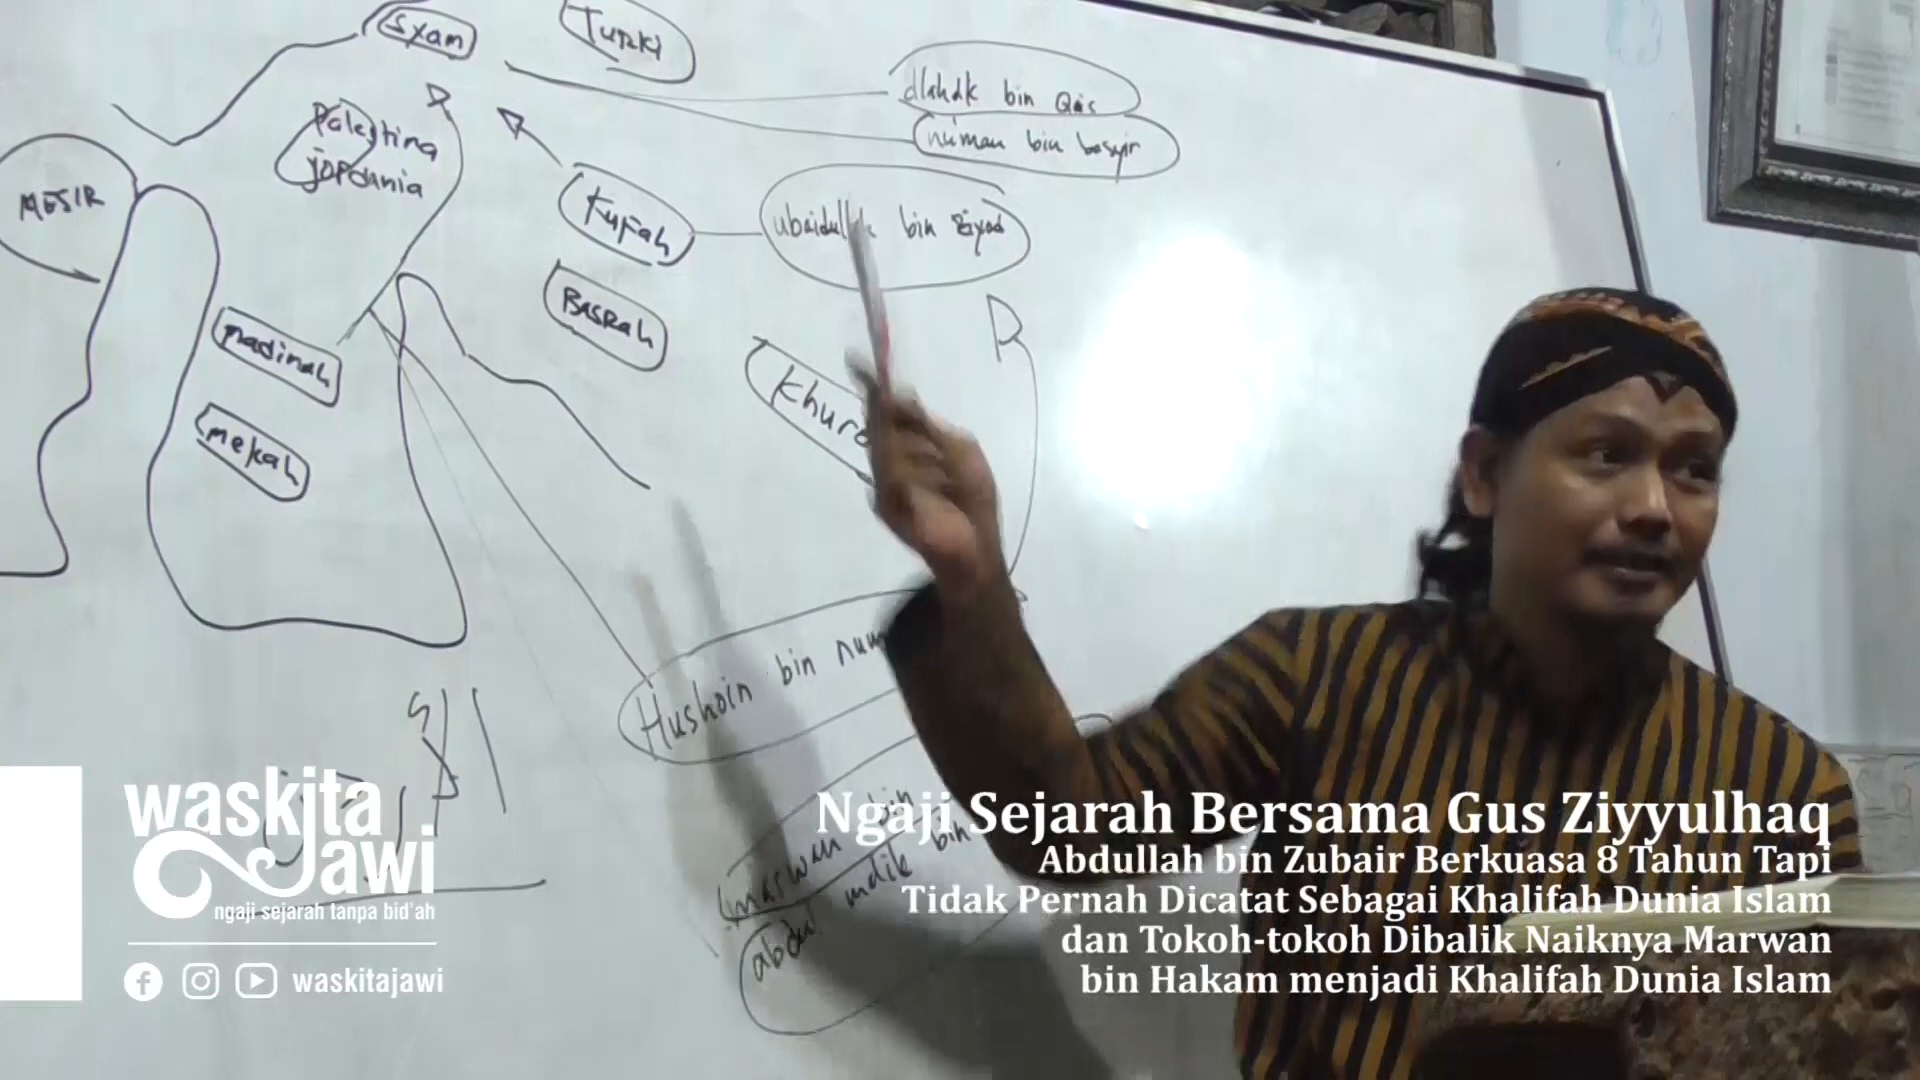 Syam
Turki
dhahak bin Qais
nu'man bin basyir
Palestina
jordania
MESIR
Kufah
ubaidullah bin Ziyad
BASRah
madinah
mekah
Hushoin bin
marwan bin
abdul malik bin
waskita
jawi
ngaji sejarah tanpa bid'ah
waskitajawi
Ngaji Sejarah Bersama Gus Ziyyulhaq
Abdullah bin Zubair Berkuasa 8 Tahun Tapi
Tidak Pernah Dicatat Sebagai Khalifah Dunia Islam
dan Tokoh-tokoh Dibalik Naiknya Marwan
bin Hakam menjadi Khalifah Dunia Islam